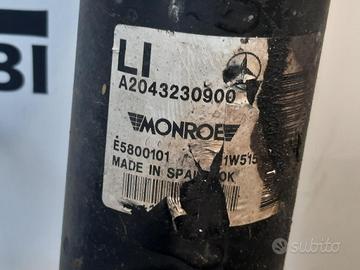 LI
A2043230900
MONROE
E5800101 1W515
MADE IN SPAIN OK
BI
subito